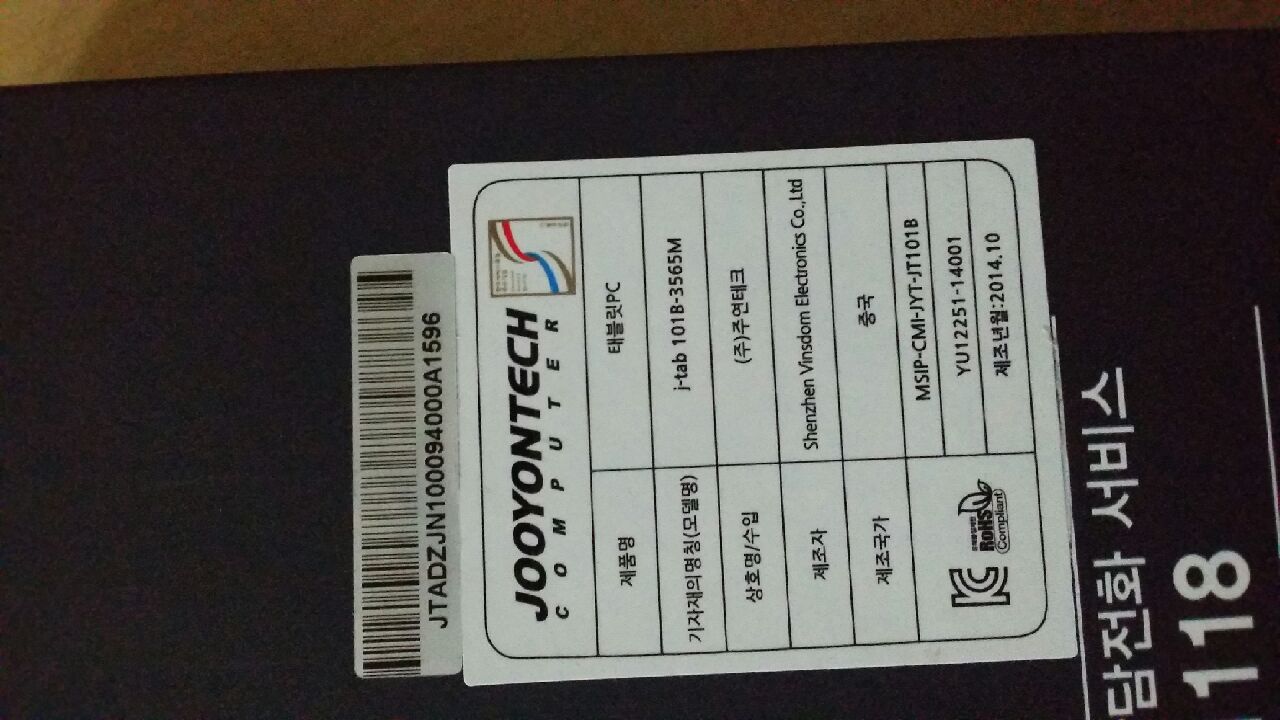 JTADZJN100094000A1596
JOOYONTECH
COMPUTER
제품명 태블릿PC
기자재의명칭(모델명) j-tab 101B-3565M
상호명/수입 (주)주연테크
제조자 Shenzhen Vinsdom Electronics Co.,Ltd
제조국가 중국
RoHS
Compliant
MSIP-CMI-JYT-JT101B
YU12251-14001
제조년월:2014.10
담전화 서비스
118